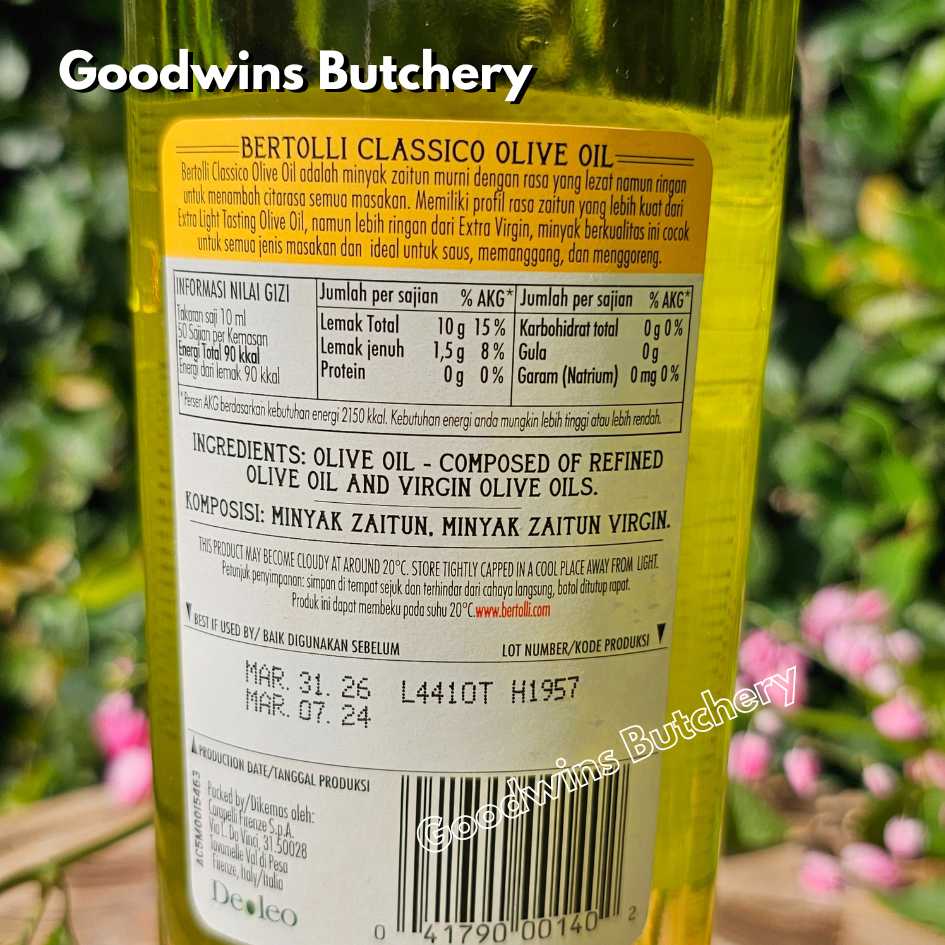 Goodwins Butchery
BERTOLLI CLASSICO OLIVE OIL
Bertolli Classico Olive Oil adalah minyak zaitun murni dengan rasa yang lezat namun ringan
untuk menambah citarasa semua masakan. Memiliki profil rasa zaitun yang lebih kuat dari
Extra Light Tasting Olive Oil, namun lebih ringan dari Extra Virgin, minyak berkualitas ini cocok
untuk semua jenis masakan dan ideal untuk saus, memanggang, dan menggoreng.
INFORMASI NILAI GIZI
Takaran saji 10 ml
50 Sajian per Kemasan
Energi Total 90 kkal
Energi dari lemak 90 kkal
Jumlah per sajian % AKG*
Lemak Total 10 g 15 %
Lemak jenuh 1,5 g 8 %
Protein 0 g 0 %
Jumlah per sajian % AKG*
Karbohidrat total 0 g 0 %
Gula 0 g
Garam (Natrium) 0 mg 0 %
*Persen AKG berdasarkan kebutuhan energi 2150 kkal. Kebutuhan energi anda mungkin lebih tinggi atau lebih rendah.
INGREDIENTS: OLIVE OIL - COMPOSED OF REFINED
OLIVE OIL AND VIRGIN OLIVE OILS.
KOMPOSISI: MINYAK ZAITUN, MINYAK ZAITUN VIRGIN.
THIS PRODUCT MAY BECOME CLOUDY AT AROUND 20°C. STORE TIGHTLY CAPPED IN A COOL PLACE AWAY FROM LIGHT.
Petunjuk penyimpanan: simpan di tempat sejuk dan terhindar dari cahaya langsung, botol ditutup rapat.
Produk ini dapat membeku pada suhu 20°C. www.bertolli.com
BEST IF USED BY/ BAIK DIGUNAKAN SEBELUM
LOT NUMBER/KODE PRODUKSI
MAR. 31. 26 L4410T H1957
MAR. 07. 24
PRODUCTION DATE/TANGGAL PRODUKSI
Packed by/Dikemas oleh:
Carapelli Firenze S.p.A.
Via L. Da Vinci, 31 50028
Tavarnelle Val di Pesa
Firenze, Italy/Italia
AC5M0015463
Deoleo
0 41790 00140 2
Goodwins Butchery